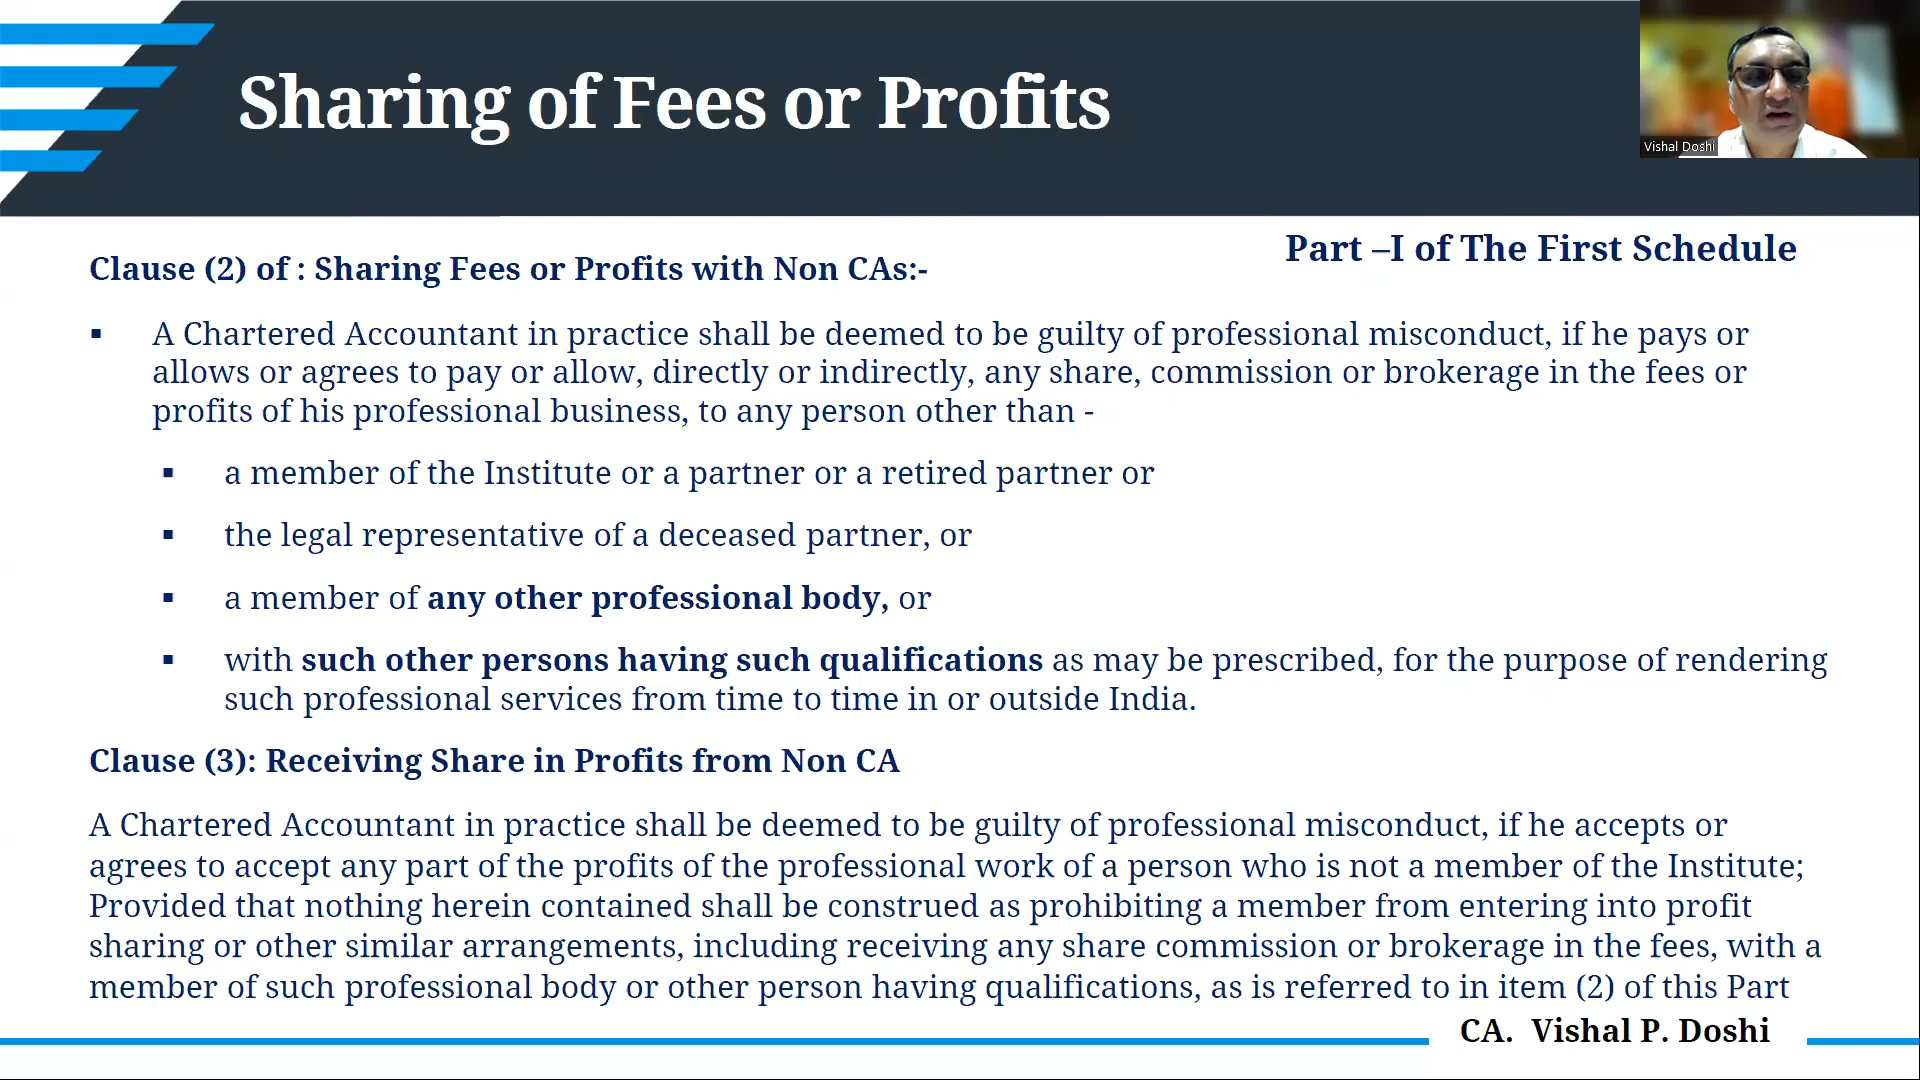 Sharing of Fees or Profits
Vishal Doshi
Part –I of The First Schedule
Clause (2) of : Sharing Fees or Profits with Non CAs:-
▪ A Chartered Accountant in practice shall be deemed to be guilty of professional misconduct, if he pays or
allows or agrees to pay or allow, directly or indirectly, any share, commission or brokerage in the fees or
profits of his professional business, to any person other than -
▪ a member of the Institute or a partner or a retired partner or
▪ the legal representative of a deceased partner, or
▪ a member of any other professional body, or
▪ with such other persons having such qualifications as may be prescribed, for the purpose of rendering
such professional services from time to time in or outside India.
Clause (3): Receiving Share in Profits from Non CA
A Chartered Accountant in practice shall be deemed to be guilty of professional misconduct, if he accepts or
agrees to accept any part of the profits of the professional work of a person who is not a member of the Institute;
Provided that nothing herein contained shall be construed as prohibiting a member from entering into profit
sharing or other similar arrangements, including receiving any share commission or brokerage in the fees, with a
member of such professional body or other person having qualifications, as is referred to in item (2) of this Part
CA. Vishal P. Doshi